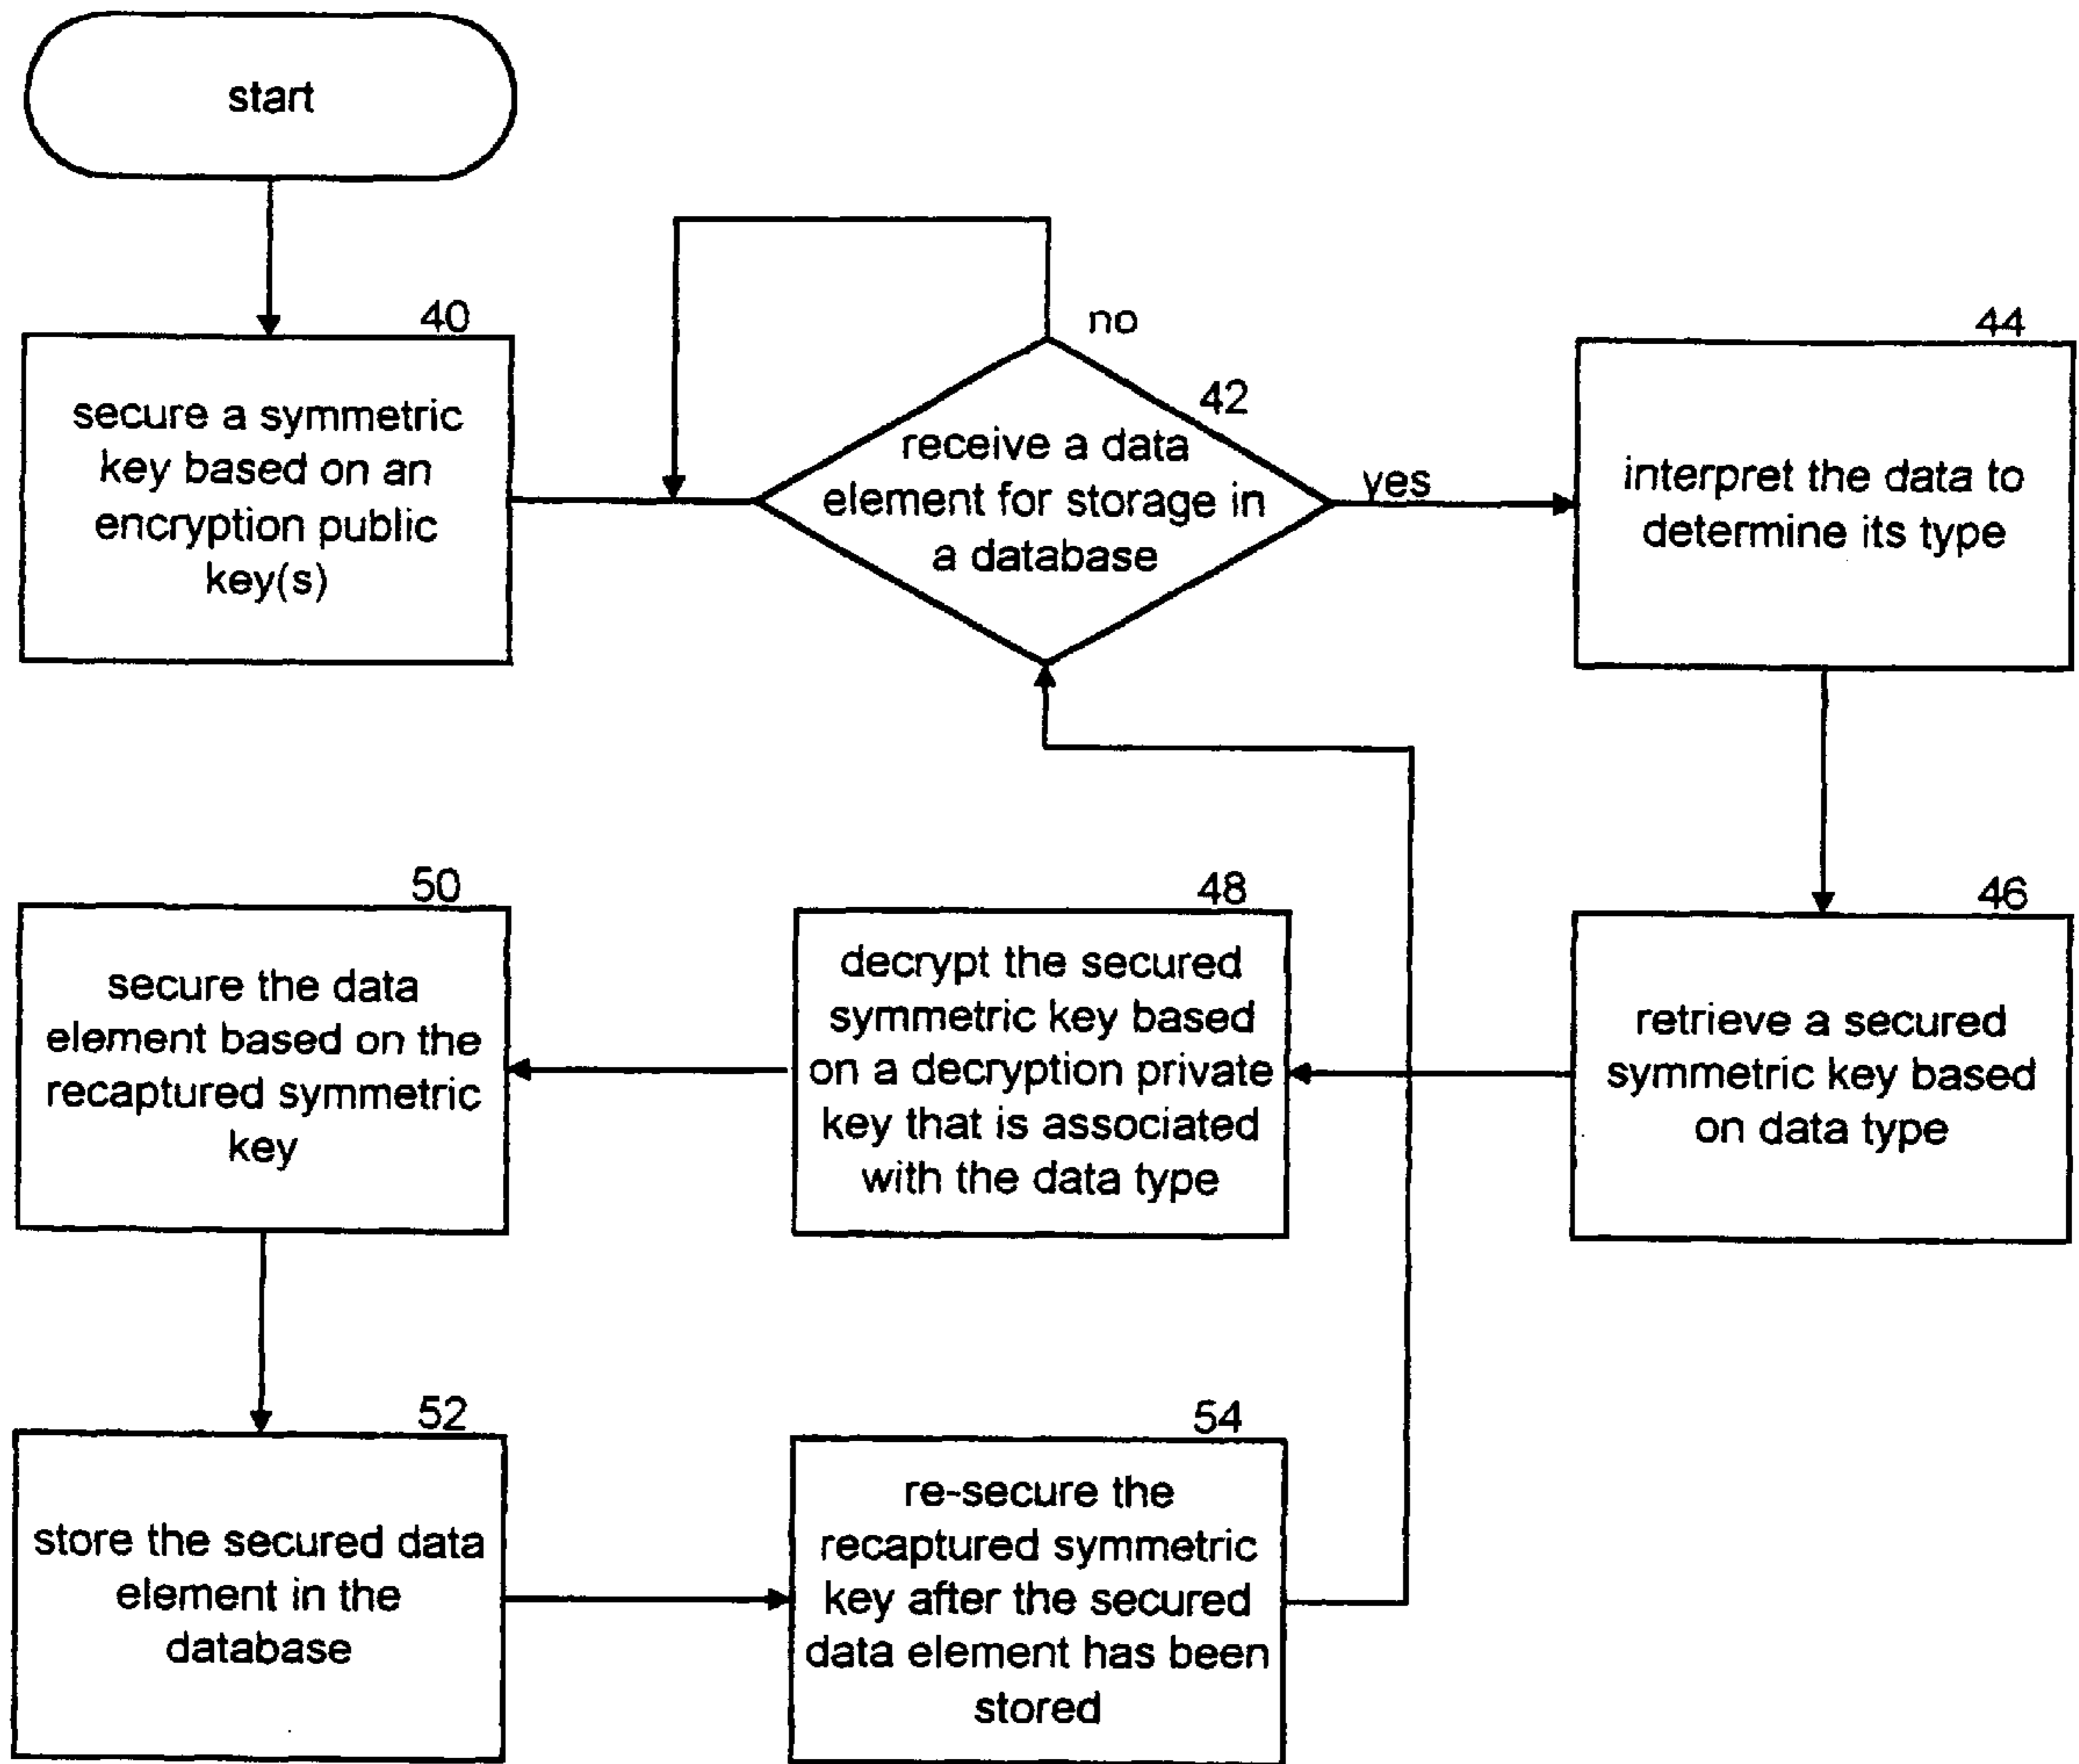 start
40
secure a symmetric
key based on an
encryption public
key(s)
no
42
receive a data
element for storage in
a database
yes
44
interpret the data to
determine its type
46
retrieve a secured
symmetric key based
on data type
48
decrypt the secured
symmetric key based
on a decryption private
key that is associated
with the data type
50
secure the data
element based on the
recaptured symmetric
key
52
store the secured data
element in the
database
54
re-secure the
recaptured symmetric
key after the secured
data element has been
stored